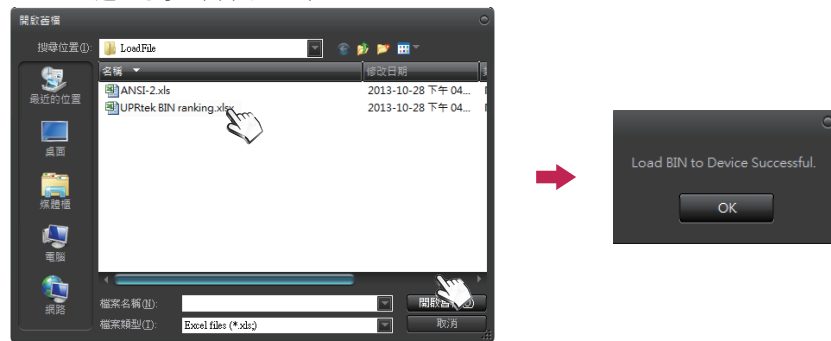 開啟舊檔
搜尋位置(I):
LoadFile
名稱
修改日期
ANSI-2.xls
2013-10-28 下午 04...
UPRtek BIN ranking.xlsx
2013-10-28 下午 04...
最近的位置
桌面
媒體櫃
電腦
網路
檔案名稱(N):
檔案類型(T):
Excel files (*.xls;)
取消
Load BIN to Device Successful.
OK